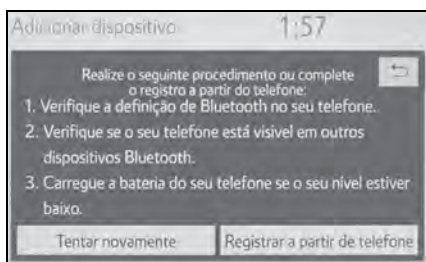 Adicionar dispositivo 1:57
Realize o seguinte procedimento ou complete
o registro a partir do telefone:
1. Verifique a definição de Bluetooth no seu telefone.
2. Verifique se o seu telefone está visivel em outros
dispositivos Bluetooth.
3. Carregue a bateria do seu telefone se o seu nível estiver
baixo.
Tentar novamente Registrar a partir de telefone